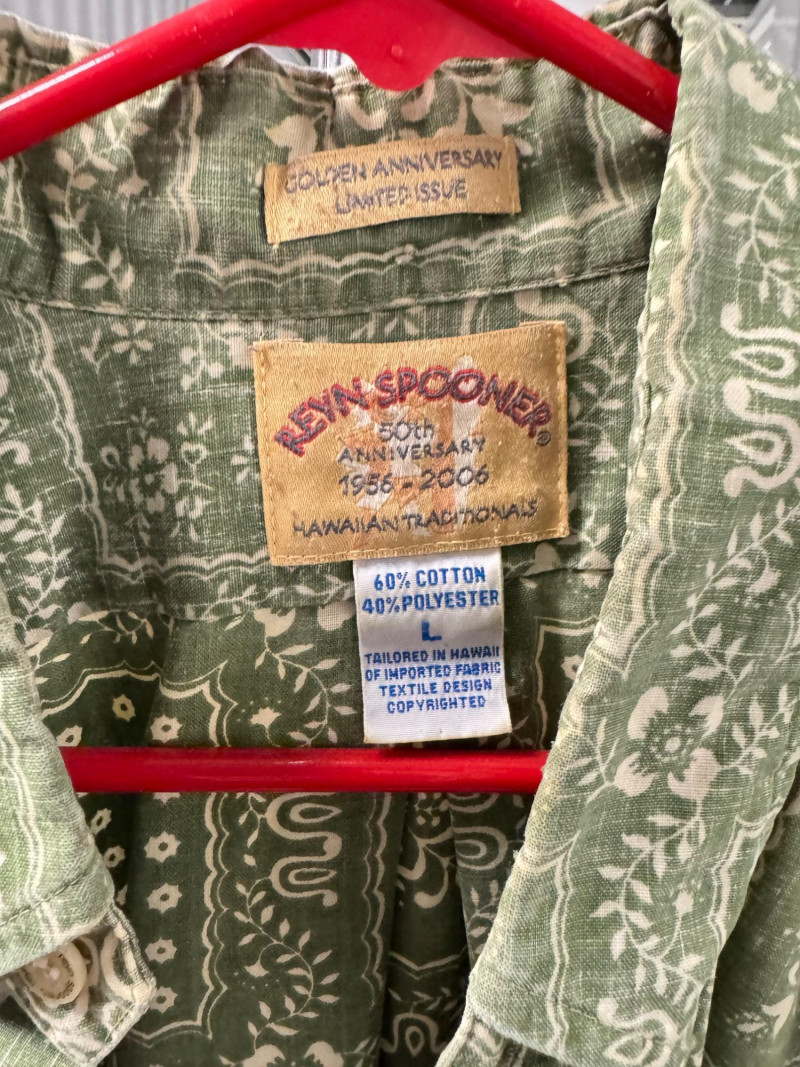 GOLDEN ANNIVERSARY
LIMITED ISSUE
REYN SPOONER®
50th
ANNIVERSARY
1956 - 2006
HAWAIIAN TRADITIONALS
60% COTTON
40% POLYESTER
L
TAILORED IN HAWAII
OF IMPORTED FABRIC
TEXTILE DESIGN
COPYRIGHTED